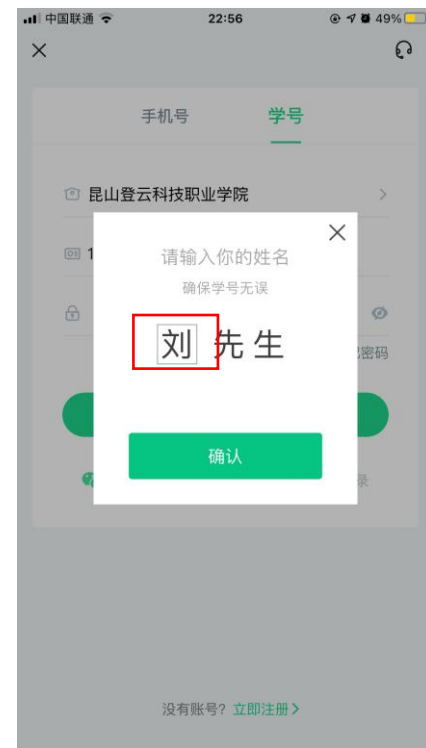 中国联通 22:56 49%
手机号 学号
昆山登云科技职业学院
1
请输入你的姓名
确保学号无误
刘 先 生
密码
确认
录
没有账号? 立即注册 >